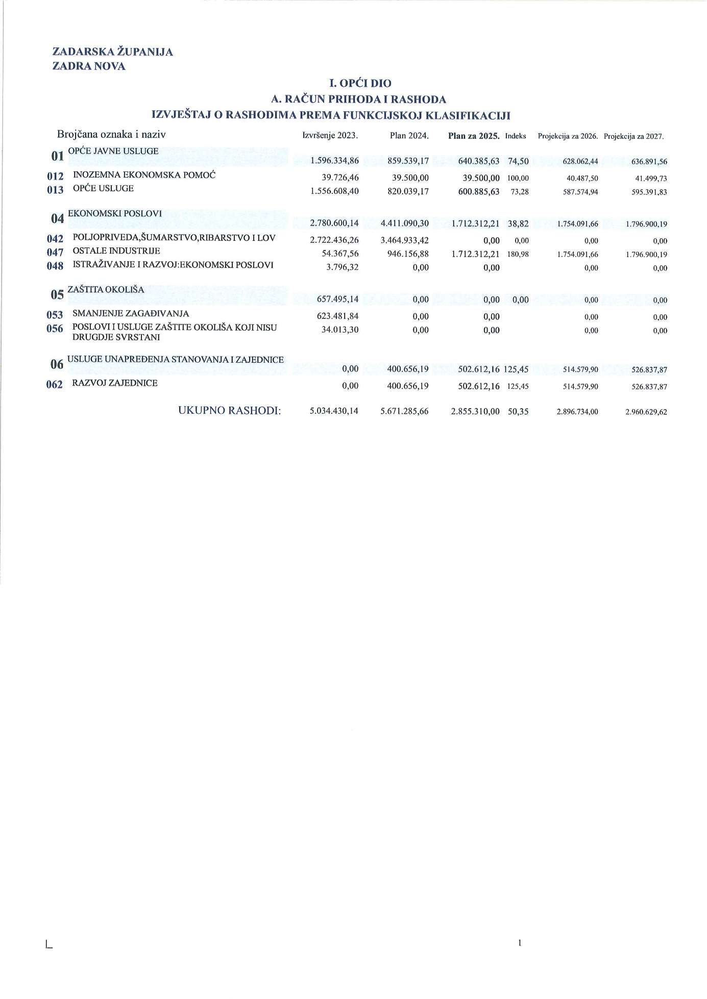 ZADARSKA ŽUPANIJA
ZADRA NOVA
I. OPĆI DIO
A. RAČUN PRIHODA I RASHODA
IZVJEŠTAJ O RASHODIMA PREMA FUNKCIJSKOJ KLASIFIKACIJI
Brojčana oznaka i naziv Izvršenje 2023. Plan 2024. Plan za 2025. Indeks Projekcija za 2026. Projekcija za 2027.
01 OPĆE JAVNE USLUGE 1.596.334,86 859.539,17 640.385,63 74,50 628.062,44 636.891,56
012 INOZEMNA EKONOMSKA POMOĆ 39.726,46 39.500,00 39.500,00 100,00 40.487,50 41.499,73
013 OPĆE USLUGE 1.556.608,40 820.039,17 600.885,63 73,28 587.574,94 595.391,83
04 EKONOMSKI POSLOVI 2.780.600,14 4.411.090,30 1.712.312,21 38,82 1.754.091,66 1.796.900,19
042 POLJOPRIVEDA,ŠUMARSTVO,RIBARSTVO I LOV 2.722.436,26 3.464.933,42 0,00 0,00 0,00 0,00
047 OSTALE INDUSTRIJE 54.367,56 946.156,88 1.712.312,21 180,98 1.754.091,66 1.796.900,19
048 ISTRAŽIVANJE I RAZVOJ:EKONOMSKI POSLOVI 3.796,32 0,00 0,00 0,00 0,00
05 ZAŠTITA OKOLIŠA 657.495,14 0,00 0,00 0,00 0,00 0,00
053 SMANJENJE ZAGAĐIVANJA 623.481,84 0,00 0,00 0,00 0,00
056 POSLOVI I USLUGE ZAŠTITE OKOLIŠA KOJI NISU 34.013,30 0,00 0,00 0,00 0,00
DRUGDJE SVRSTANI
06 USLUGE UNAPREĐENJA STANOVANJA I ZAJEDNICE 0,00 400.656,19 502.612,16 125,45 514.579,90 526.837,87
062 RAZVOJ ZAJEDNICE 0,00 400.656,19 502.612,16 125,45 514.579,90 526.837,87
UKUPNO RASHODI: 5.034.430,14 5.671.285,66 2.855.310,00 50,35 2.896.734,00 2.960.629,62
1